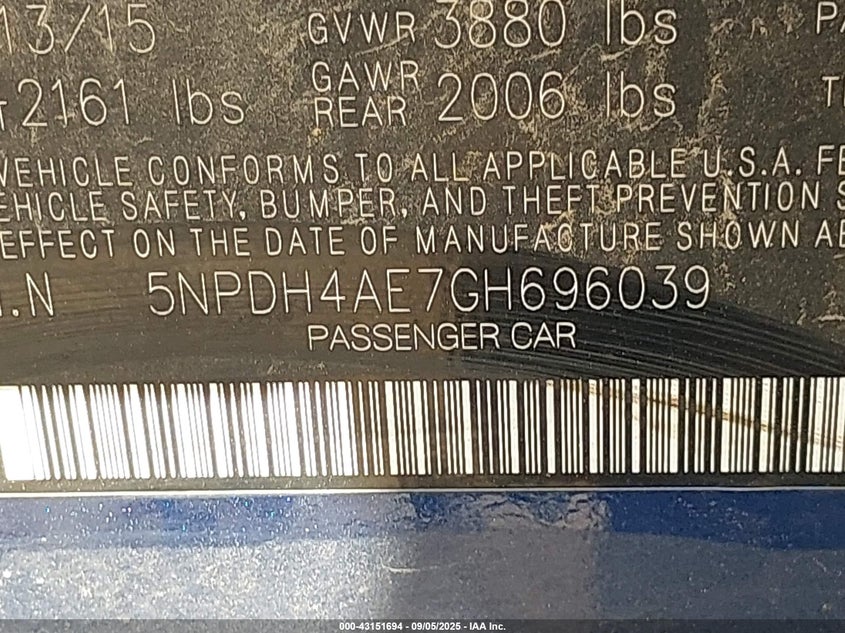 13/15 GVWR 3880 lbs PA
2161 lbs GAWR REAR 2006 lbs
VEHICLE CONFORMS TO ALL APPLICABLE U.S.A. FE
EHICLE SAFETY, BUMPER, AND THEFT PREVENTION S
EFFECT ON THE DATE OF MANUFACTURE SHOWN AB
.N 5NPDH4AE7GH696039
PASSENGER CAR
000-43151694 - 09/05/2025 - IAA Inc.